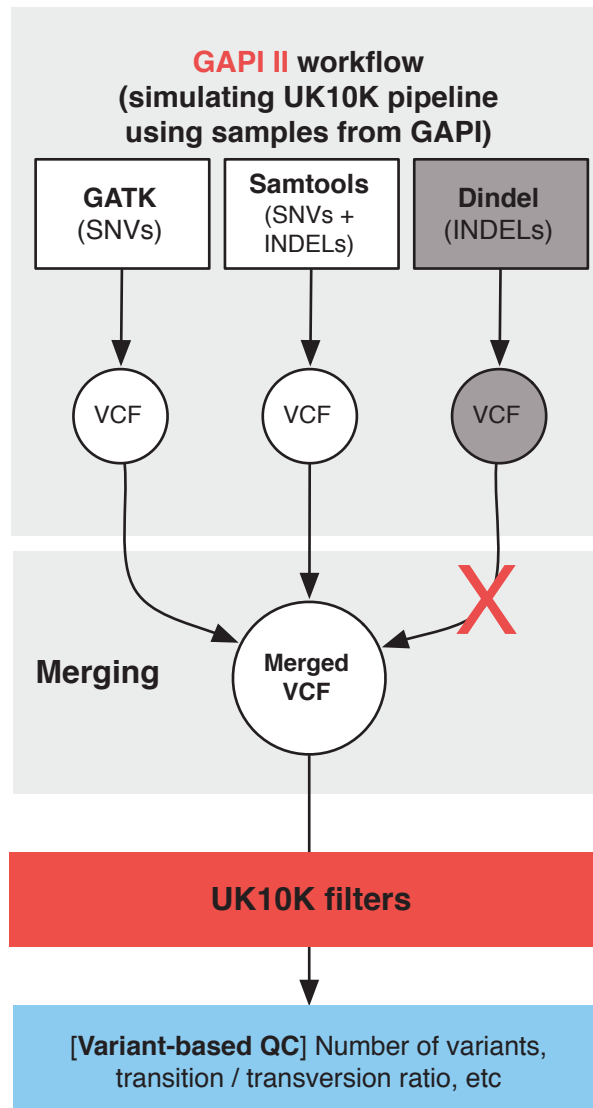 GAPI II workflow
(simulating UK10K pipeline
using samples from GAPI)
GATK
(SNVs)
Samtools
(SNVs +
INDELs)
Dindel
(INDELs)
VCF
VCF
VCF
X
Merging
Merged
VCF
UK10K filters
[Variant-based QC] Number of variants,
transition / transversion ratio, etc